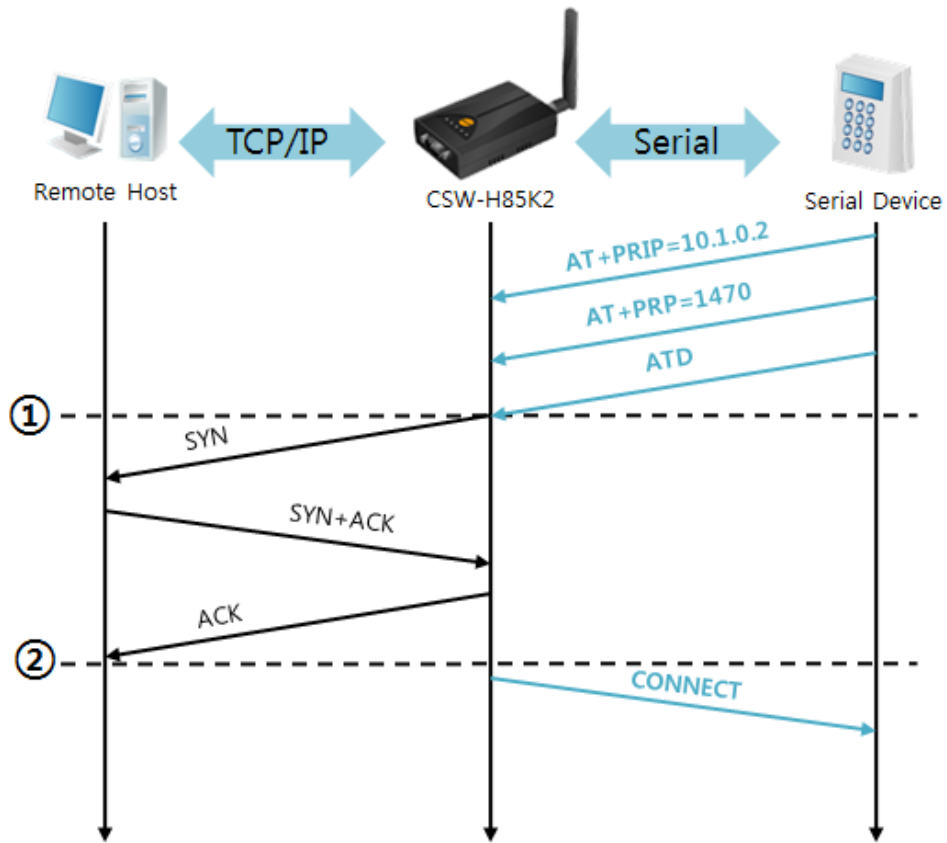 TCP/IP
Serial
Remote Host
CSW-H85K2
Serial Device
AT+PRIP=10.1.0.2
AT+PRP=1470
ATD
①
SYN
SYN+ACK
ACK
②
CONNECT